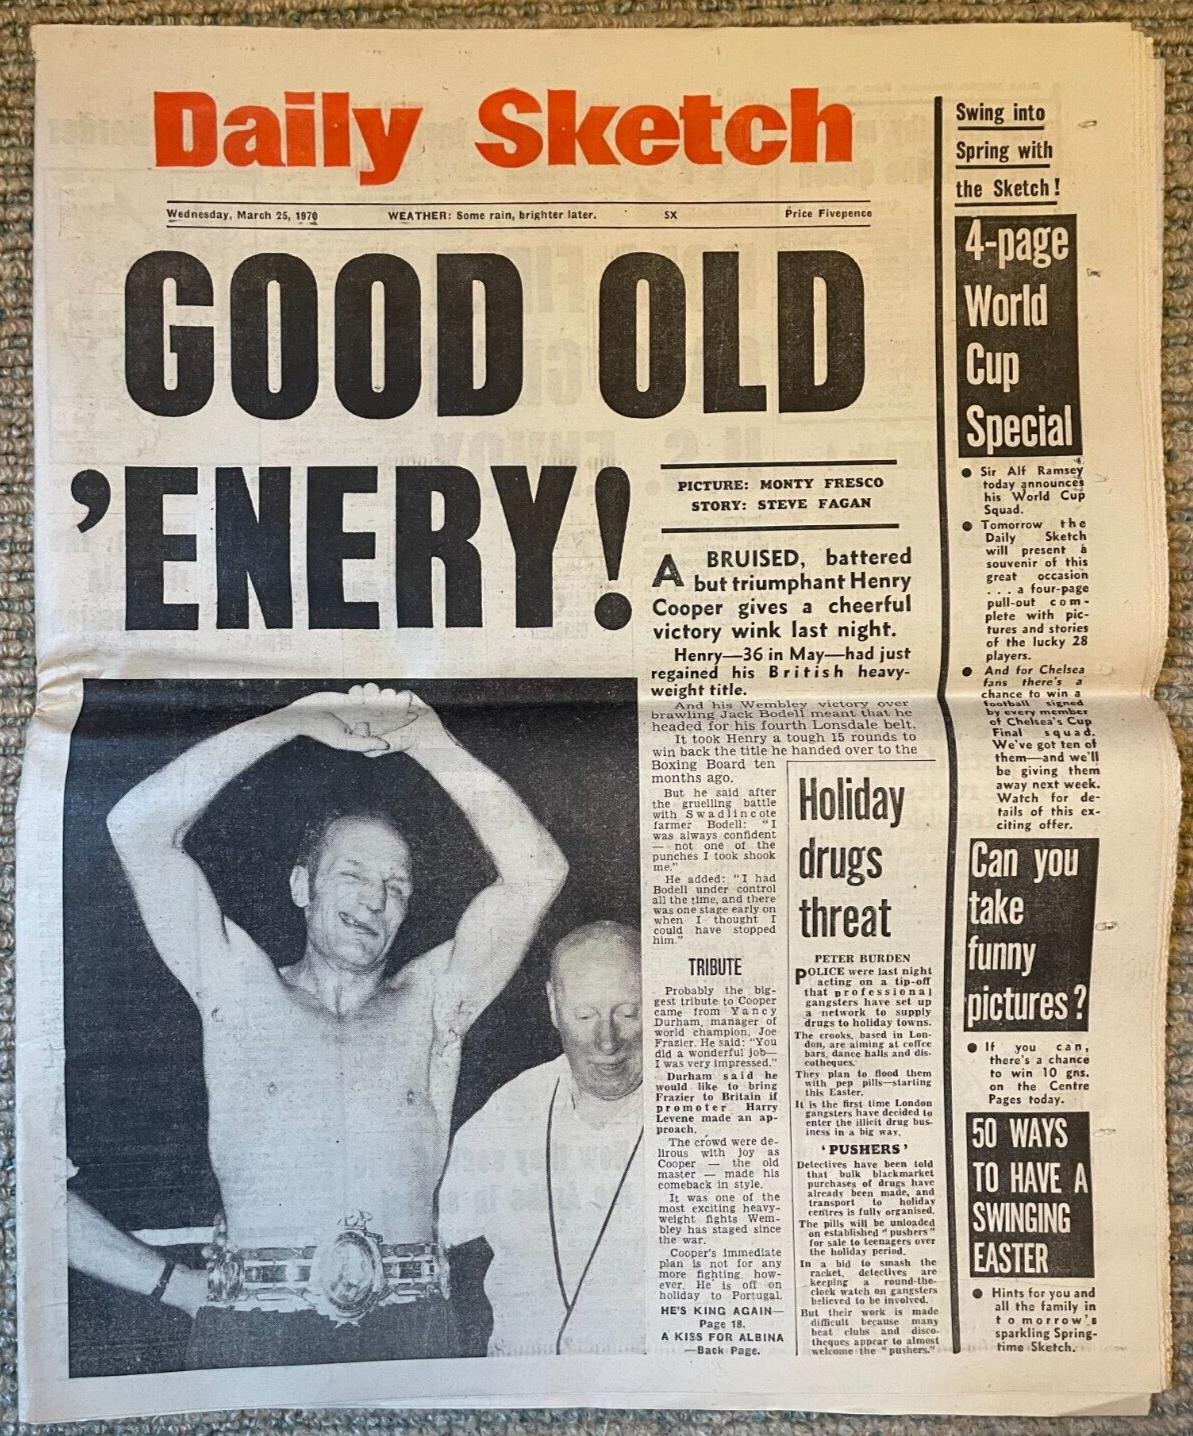 Daily Sketch
Wednesday, March 25, 1970 WEATHER: Some rain, brighter later. SX Price Fivepence
GOOD OLD
'ENERY!
PICTURE: MONTY FRESCO
STORY: STEVE FAGAN
A BRUISED, battered
but triumphant Henry
Cooper gives a cheerful
victory wink last night.
Henry—36 in May—had just
regained his British heavy-
weight title.
And his Wembley victory over
brawling Jack Bodell meant that he
headed for his fourth Lonsdale belt.
It took Henry a tough 15 rounds to
win back the title he handed over to the
Boxing Board ten
months ago.
But he said after
the gruelling battle
with Swadlincote
farmer Bodell: "I
was always confident
— not one of the
punches I took shook
me."
He added: "I had
Bodell under control
all the time, and there
was one stage early on
when I thought I
could have stopped
him."
TRIBUTE
Probably the big-
gest tribute to Cooper
came from Yancy
Durham, manager of
world champion, Joe
Frazier. He said: "You
did a wonderful job—
I was very impressed."
Durham said he
would like to bring
Frazier to Britain if
promoter Harry
Levene made an ap-
proach.
The crowd were de-
lirous with joy as
Cooper — the old
master — made his
comeback in style.
It was one of the
most exciting heavy-
weight fights Wem-
bley has staged since
the war.
Cooper's immediate
plan is not for any
more fighting, how-
ever. He is off on
holiday to Portugal.
HE'S KING AGAIN—
Page 18.
A KISS FOR ALBINA
—Back Page.
Holiday
drugs
threat
PETER BURDEN
POLICE were last night
acting on a tip-off
that professional
gangsters have set up
a network to supply
drugs to holiday towns.
The crooks, based in Lon-
don, are aiming at coffee
bars, dance halls and dis-
cotheques.
They plan to flood them
with pep pills—starting
this Easter.
It is the first time London
gangsters have decided to
enter the illicit drug bus-
iness in a big way.
'PUSHERS'
Detectives have been told
that bulk blackmarket
purchases of drugs have
already been made, and
transport to holiday
centres is fully organised.
The pills will be unloaded
on established "pushers"
for sale to teenagers over
the holiday period.
In a bid to smash the
racket, detectives are
keeping a round-the-
clock watch on gangsters
believed to be involved.
But their work is made
difficult because many
beat clubs and disco-
theques appear to almost
welcome the "pushers."
Swing into
Spring with
the Sketch!
4-page
World
Cup
Special
● Sir Alf Ramsey
today announces
his World Cup
Squad.
● Tomorrow the
Daily Sketch
will present a
souvenir of this
great occasion
. . . a four-page
pull-out com-
plete with pic-
tures and stories
of the lucky 28
players.
● And for Chelsea
fans there's a
chance to win a
football signed
by every member
of Chelsea's Cup
Final squad.
We've got ten of
them—and we'll
be giving them
away next week.
Watch for de-
tails of this ex-
citing offer.
Can you
take
funny
pictures?
● If you can,
there's a chance
to win 10 gns.
on the Centre
Pages today.
50 WAYS
TO HAVE A
SWINGING
EASTER
● Hints for you and
all the family in
tomorrow's
sparkling Spring-
time Sketch.